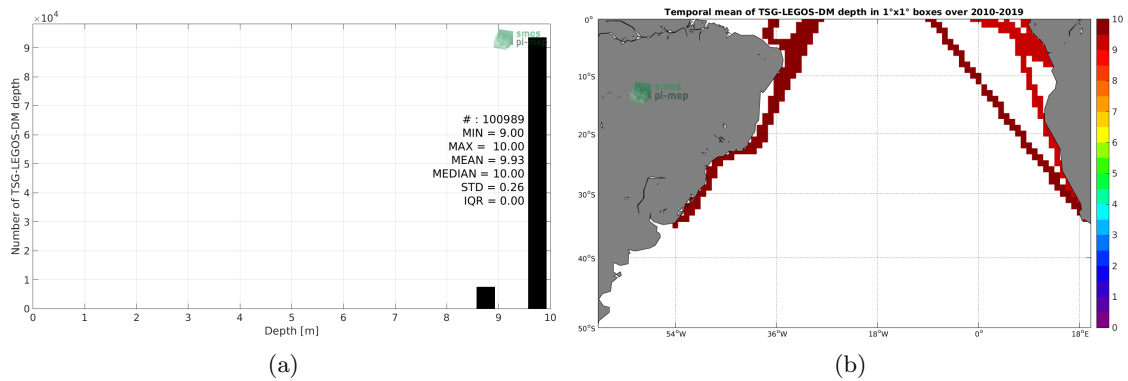 ×10⁴
9
8
7
6
5
4
3
2
1
0
Number of TSG-LEGOS-DM depth
smos
pi-mep
# : 100989
MIN = 9.00
MAX = 10.00
MEAN = 9.93
MEDIAN = 10.00
STD = 0.26
IQR = 0.00
0 1 2 3 4 5 6 7 8 9 10
Depth [m]
(a)
Temporal mean of TSG-LEGOS-DM depth in 1°x1° boxes over 2010-2019
0°
10°S
20°S
30°S
40°S
50°S
smos
pi-mep
54°W 36°W 18°W 0° 18°E
10
9
8
7
6
5
4
3
2
1
0
(b)